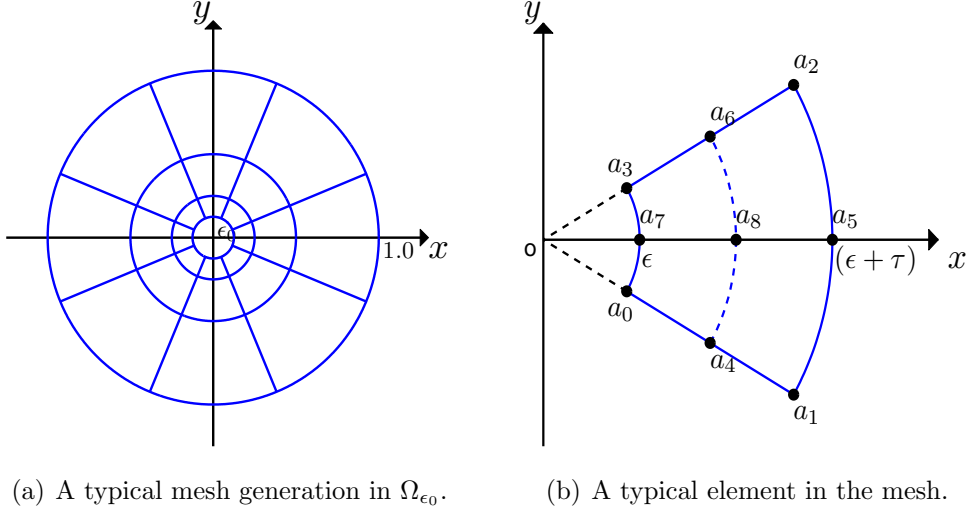 y
ϵ₀
1.0
x
(a) A typical mesh generation in Ω_{ϵ₀}.
y
a₂
a₆
a₃
a₇
a₈
a₅
o
ϵ
(ϵ + τ)
x
a₀
a₄
a₁
(b) A typical element in the mesh.